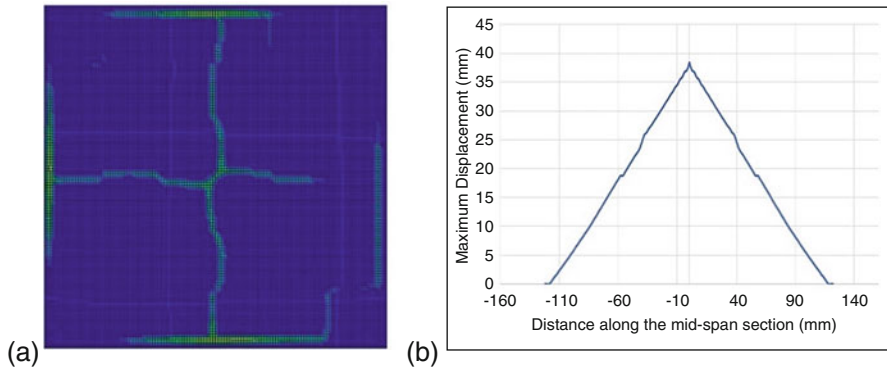 (a)
(b)
Maximum Displacement (mm)
45
40
35
30
25
20
15
10
5
0
-160 -110 -60 -10 40 90 140
Distance along the mid-span section (mm)